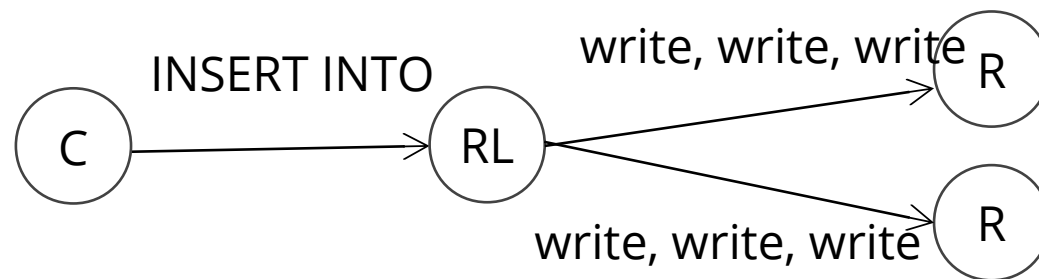 INSERT INTO
write, write, write
C
RL
R
write, write, write
R